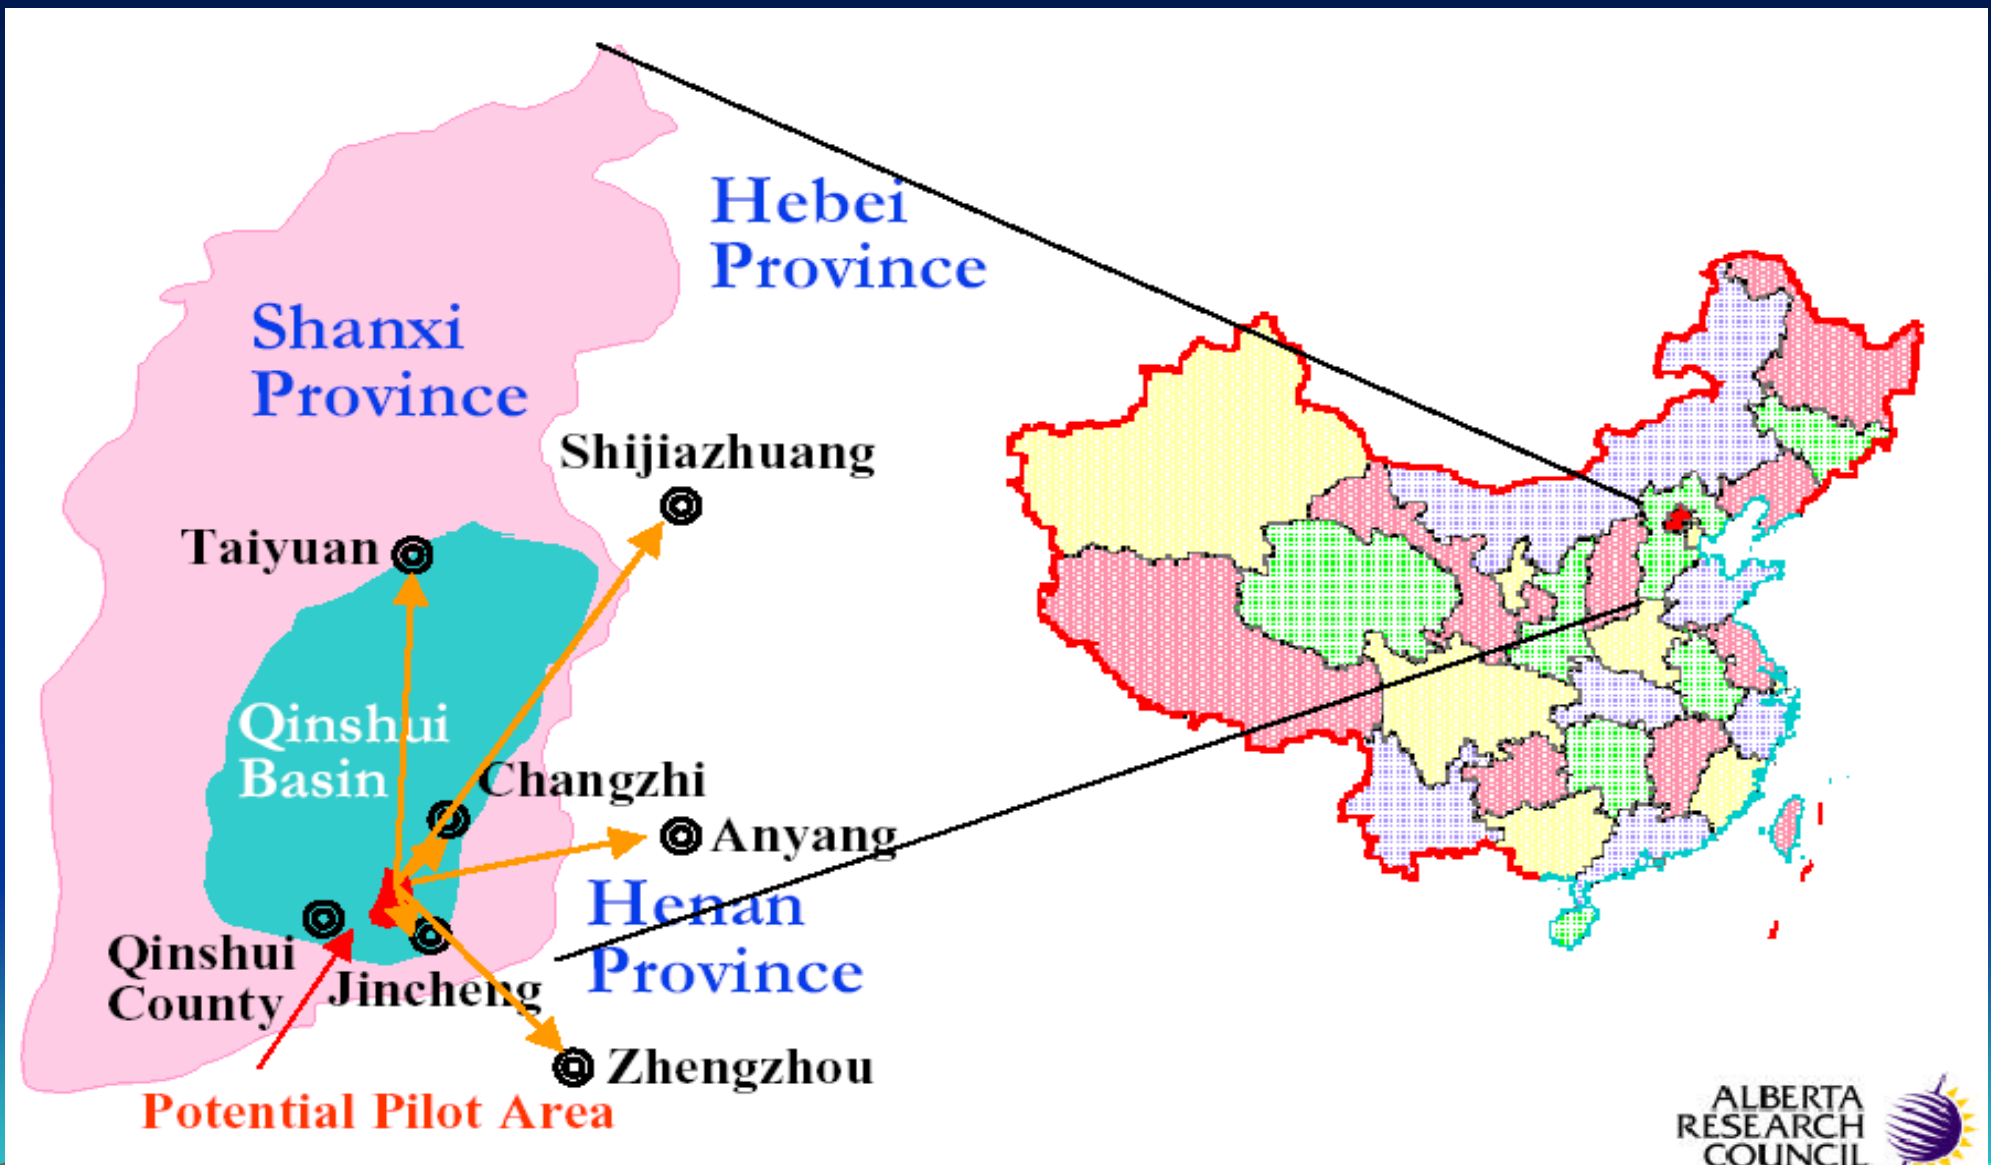 Hebei
Province
Shanxi
Province
Shijiazhuang
Taiyuan
Qinshui
Basin
Changzhi
Anyang
Henan
Province
Qinshui
County
Jincheng
Zhengzhou
Potential Pilot Area
ALBERTA
RESEARCH
COUNCIL